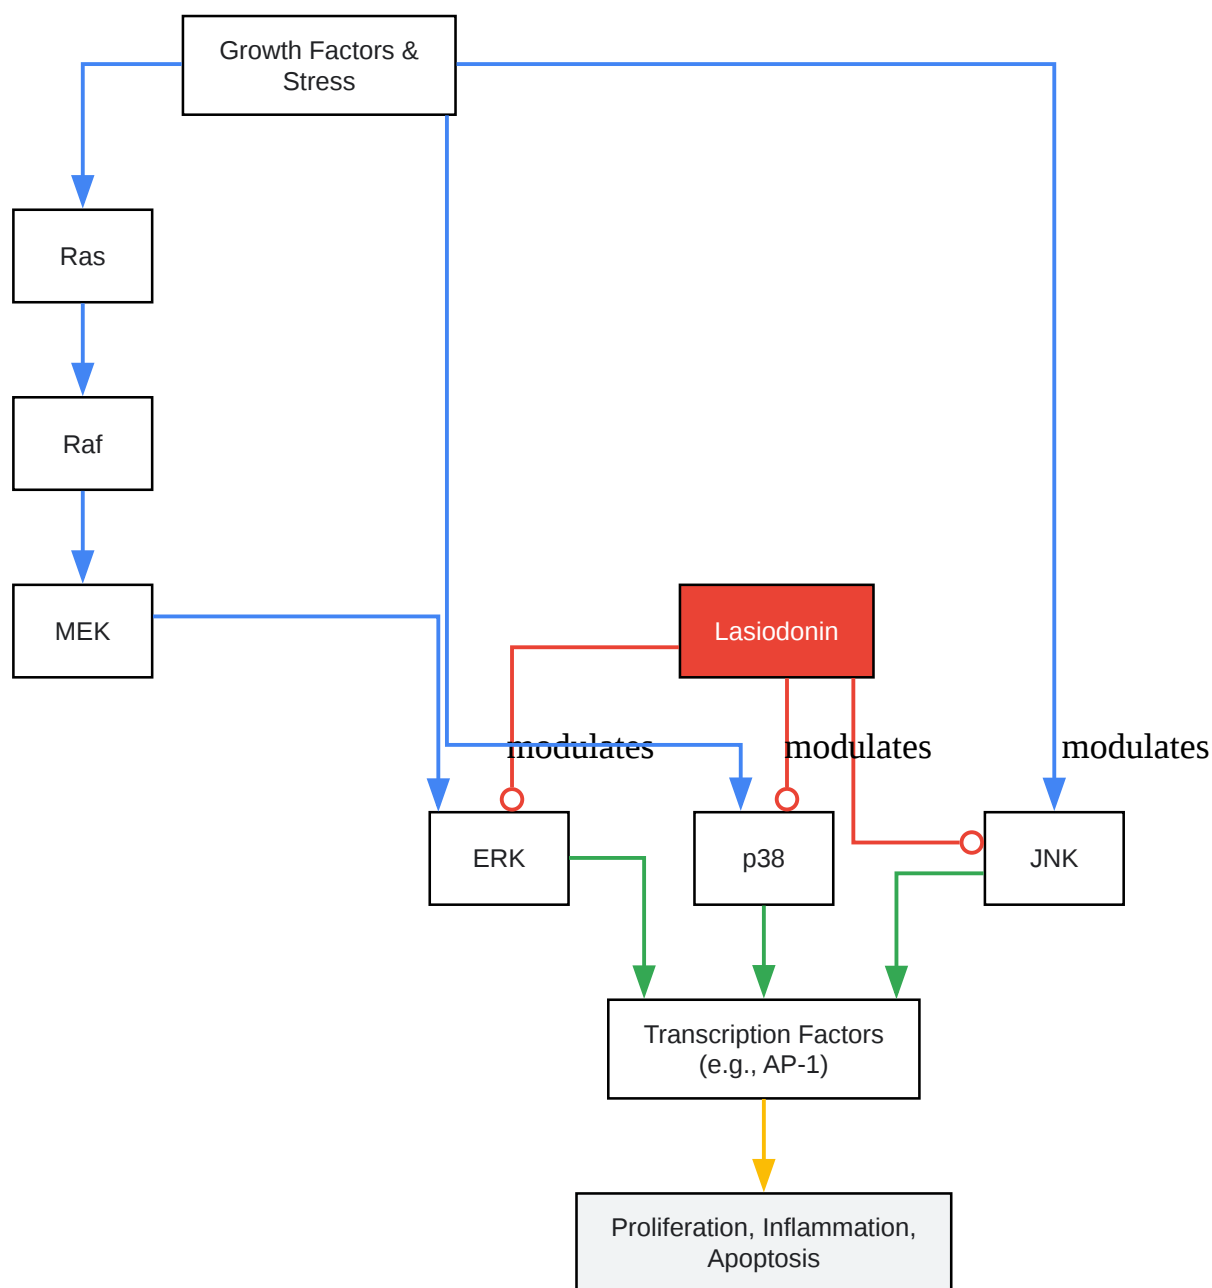 Growth Factors &
Stress
Ras
Raf
MEK
Lasiodonin
modulates
modulates
modulates
ERK
p38
JNK
Transcription Factors
(e.g., AP-1)
Proliferation, Inflammation,
Apoptosis